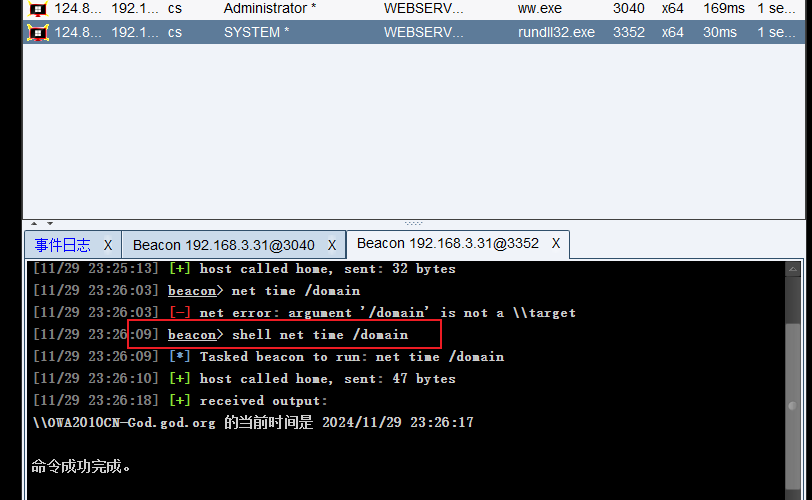 124.8... 192.1... cs Administrator * WEBSERV... ww.exe 3040 x64 169ms 1 se...
124.8... 192.1... cs SYSTEM * WEBSERV... rundll32.exe 3352 x64 30ms 1 se...
事件日志 X Beacon 192.168.3.31@3040 X Beacon 192.168.3.31@3352 X
[11/29 23:25:13] [+] host called home, sent: 32 bytes
[11/29 23:26:03] beacon> net time /domain
[11/29 23:26:03] [-] net error: argument '/domain' is not a \\target
[11/29 23:26:09] beacon> shell net time /domain
[11/29 23:26:09] [*] Tasked beacon to run: net time /domain
[11/29 23:26:10] [+] host called home, sent: 47 bytes
[11/29 23:26:18] [+] received output:
\\OWA2010CN-God.god.org 的当前时间是 2024/11/29 23:26:17
命令成功完成。